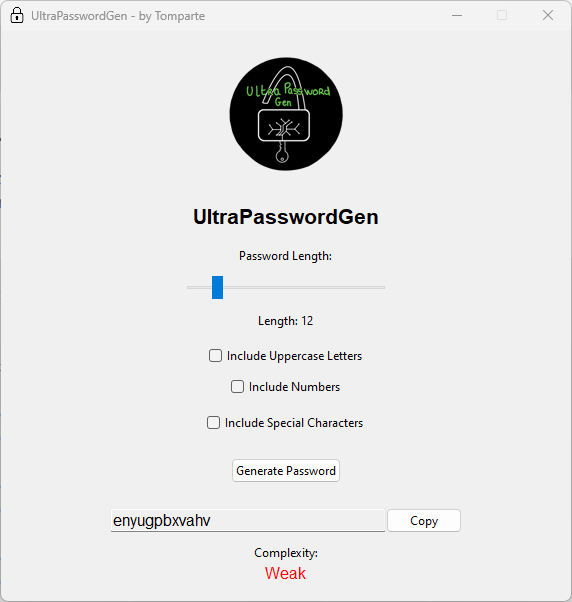 UltraPasswordGen - by Tomparte
Ultra Password
Gen
UltraPasswordGen
Password Length:
Length: 12
Include Uppercase Letters
Include Numbers
Include Special Characters
Generate Password
enyugpbxvahv
Copy
Complexity:
Weak